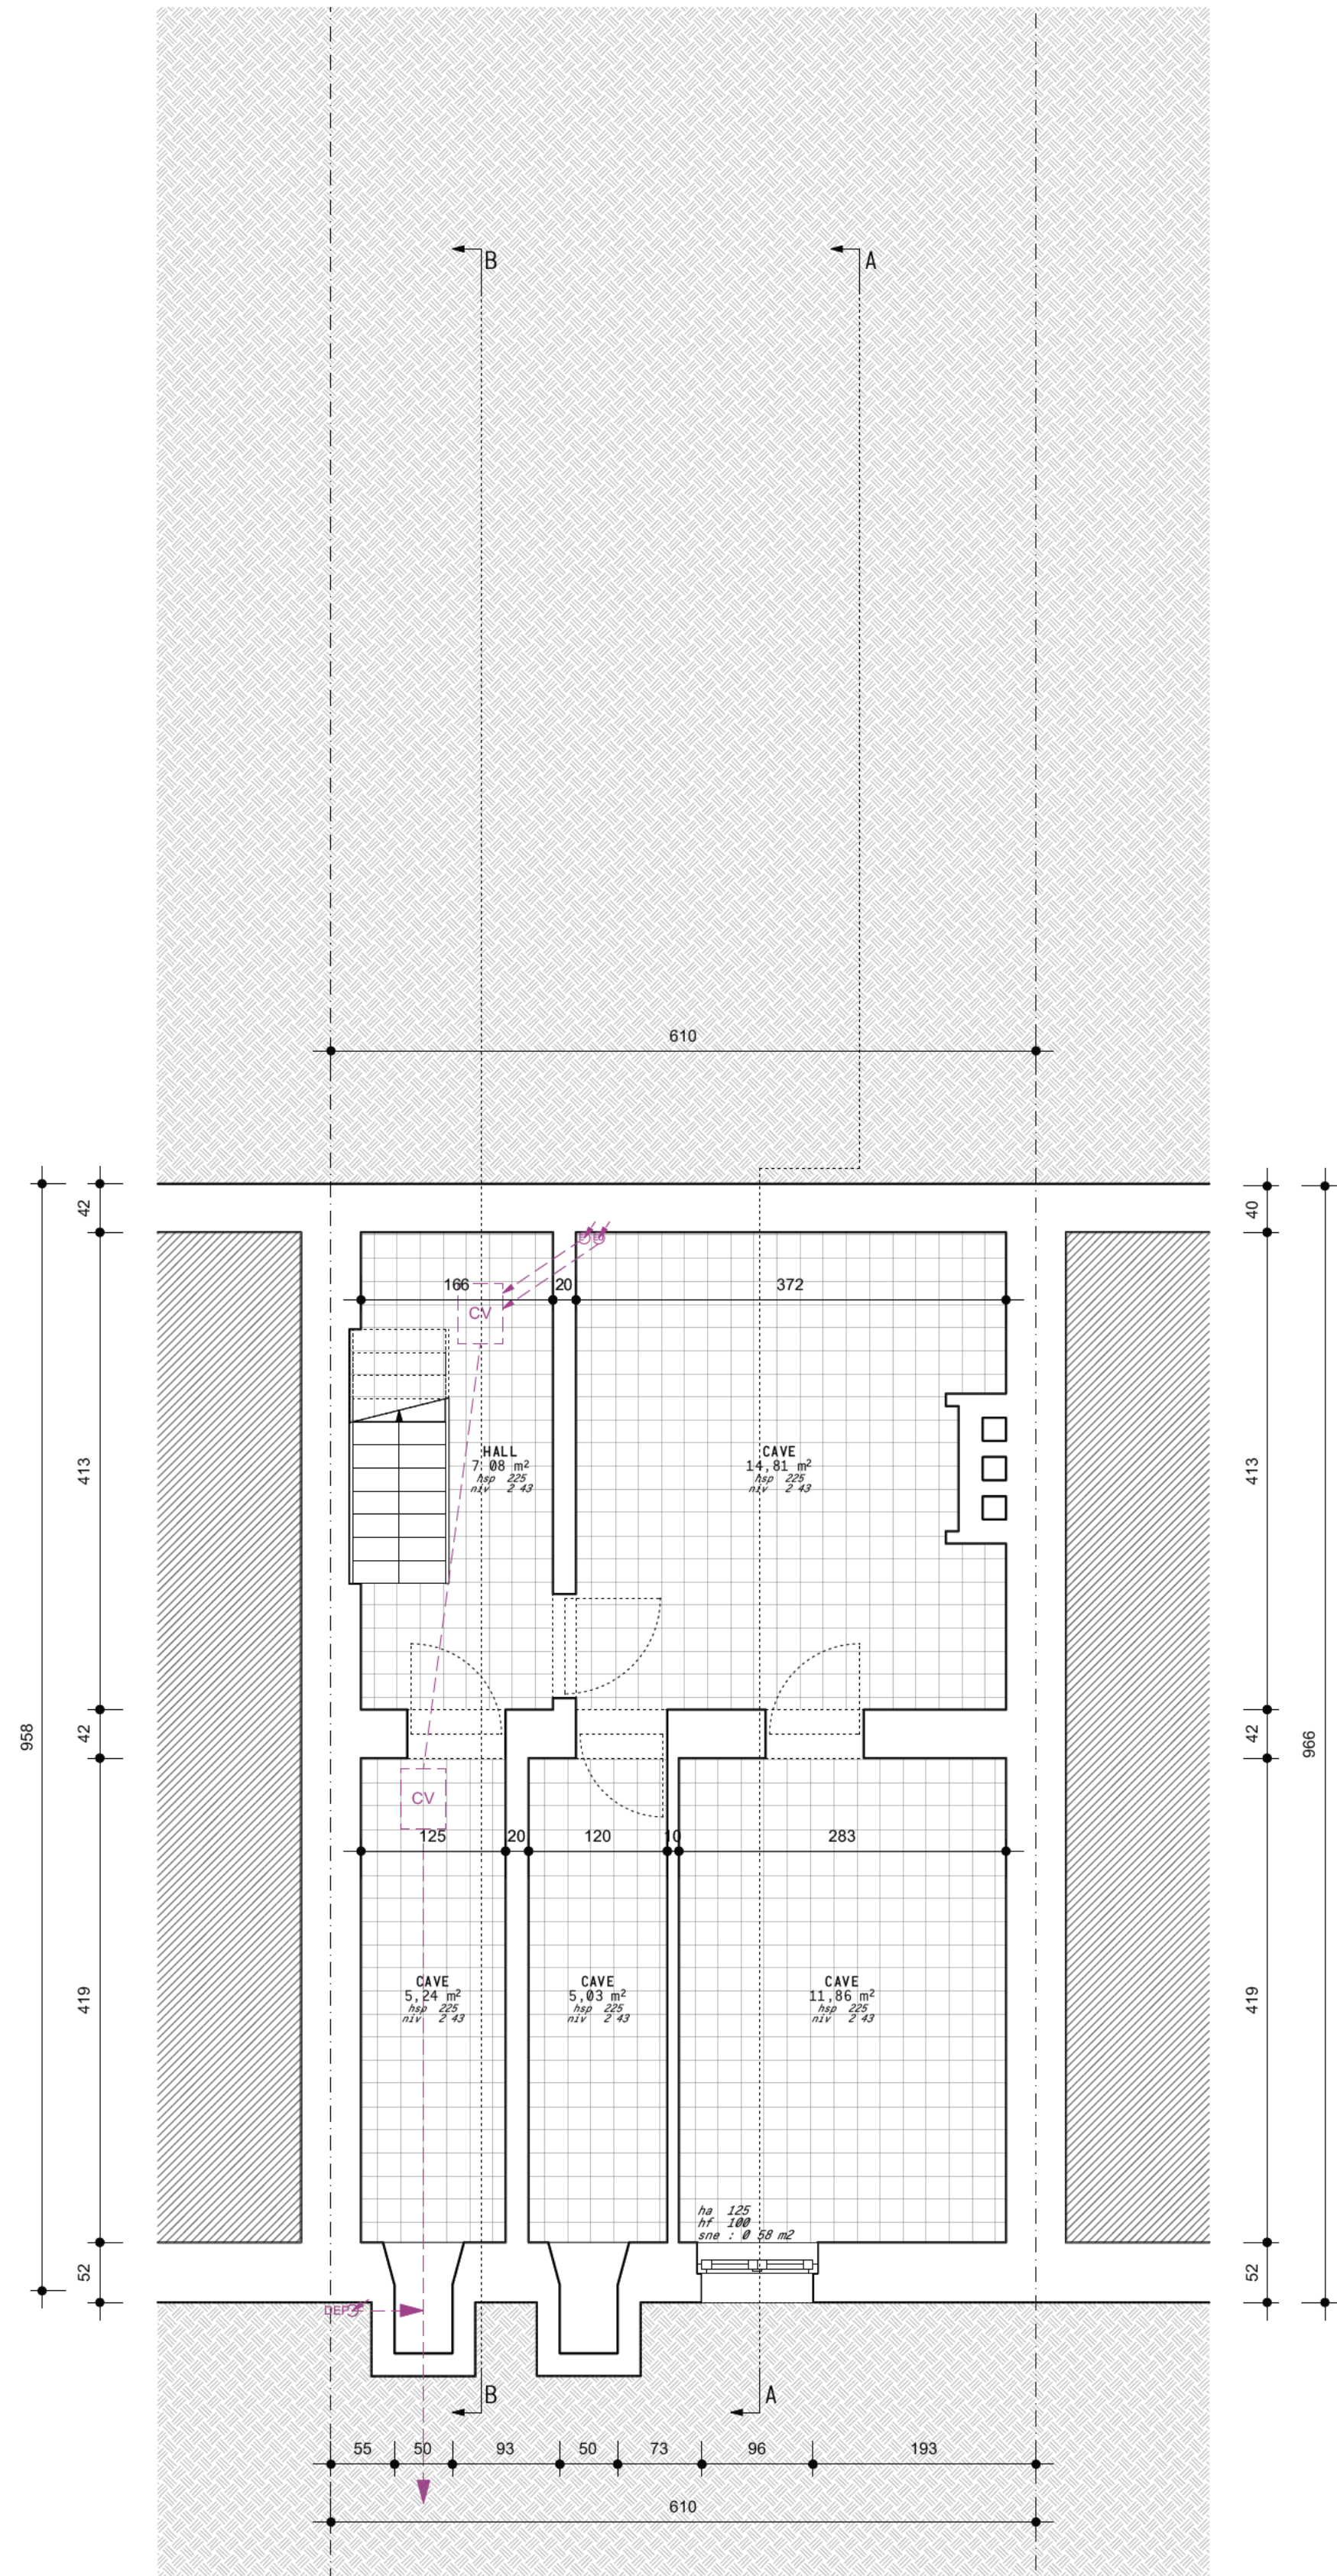 B
A
610
42
40
166
20
372
CV
413
HALL
7 08 m²
hsp 225
niv 2 43
CAVE
14,81 m²
hsp 225
niv 2 43
413
958
42
42
966
CV
125
20
120
10
283
419
CAVE
5,24 m²
hsp 225
niv 2 43
CAVE
5,03 m²
hsp 225
niv 2 43
CAVE
11,86 m²
hsp 225
niv 2 43
419
ha 125
hf 100
sne : 0 58 m2
52
52
DEP
B
A
55
50
93
50
73
96
193
610